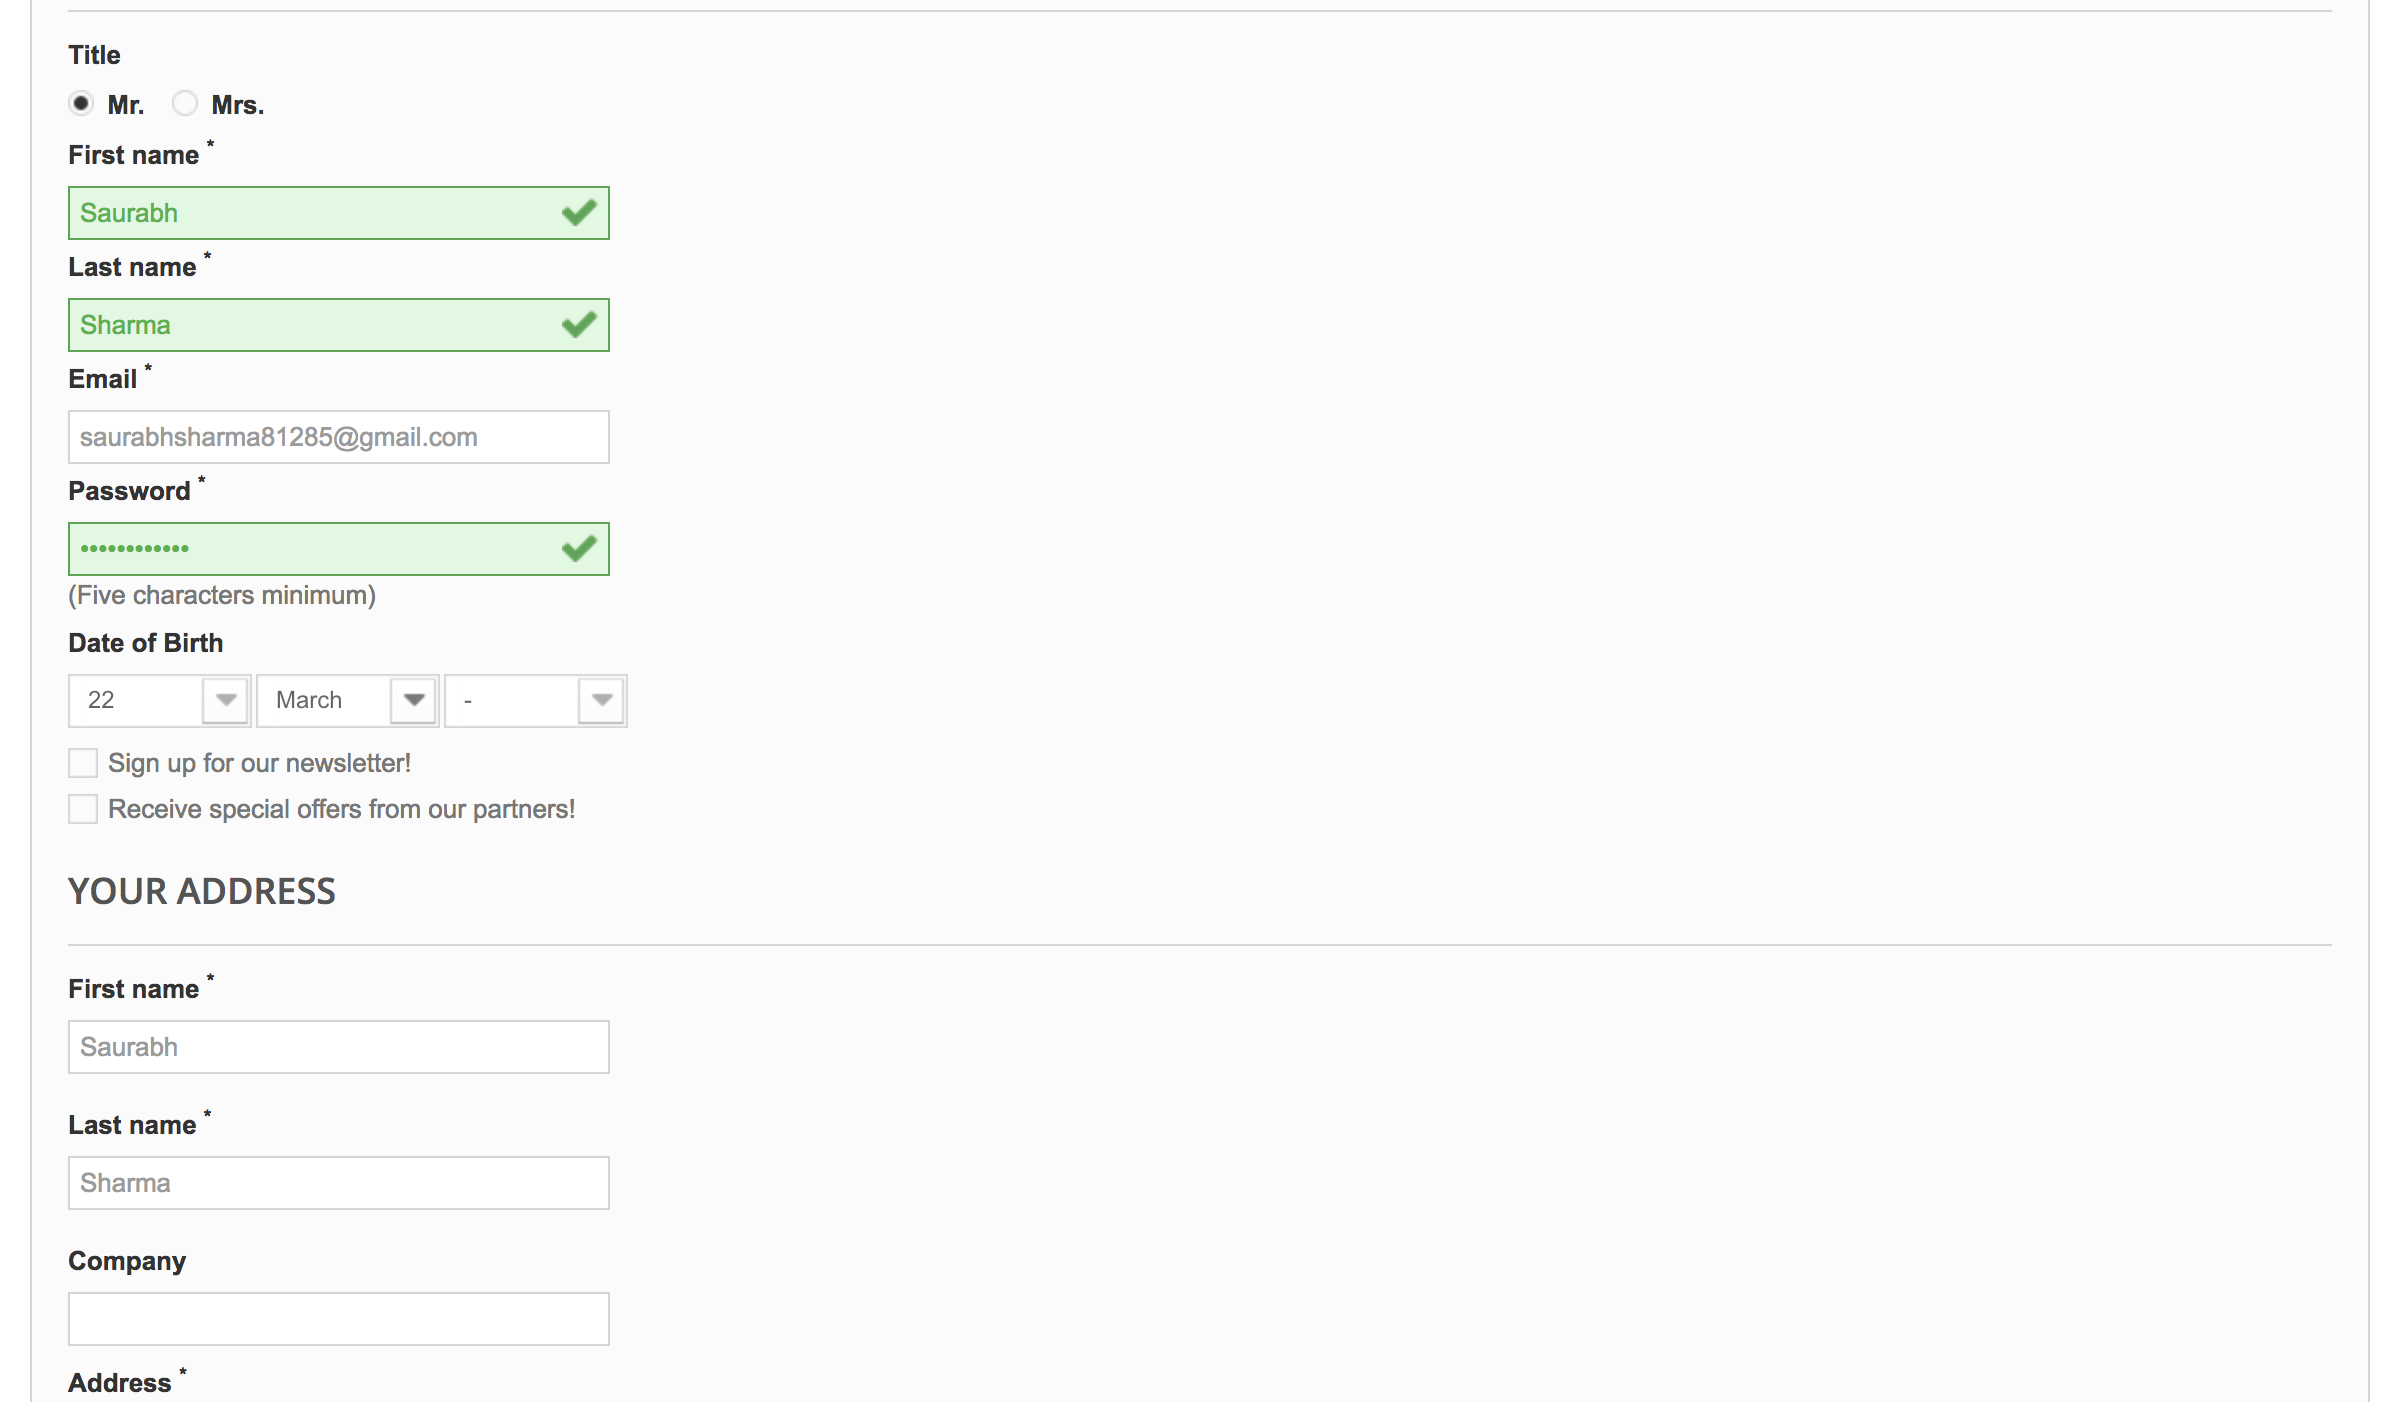 Title
Mr. Mrs.
First name *
Saurabh
Last name *
Sharma
Email *
saurabhsharma81285@gmail.com
Password *
••••••••••••
(Five characters minimum)
Date of Birth
22 March -
Sign up for our newsletter!
Receive special offers from our partners!
YOUR ADDRESS
First name *
Saurabh
Last name *
Sharma
Company
Address *